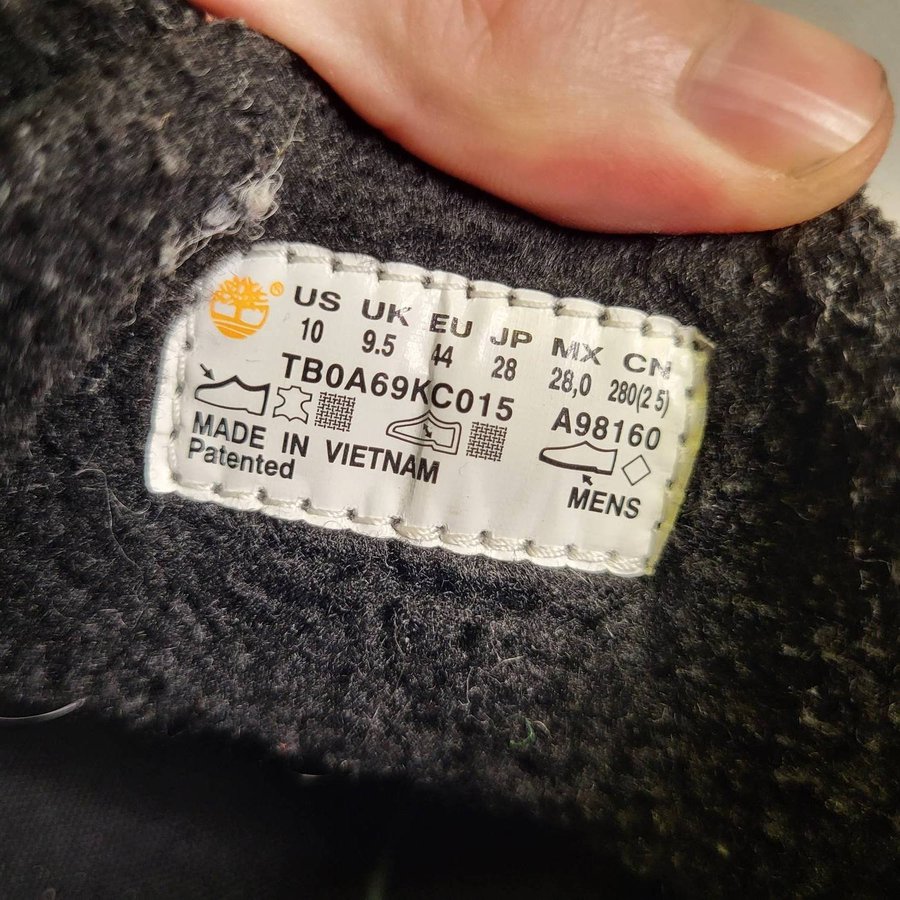 ® US UK EU JP MX CN
10 9.5 44 28 28,0 280(2 5)
TB0A69KC015 A98160
MADE IN VIETNAM MENS
Patented